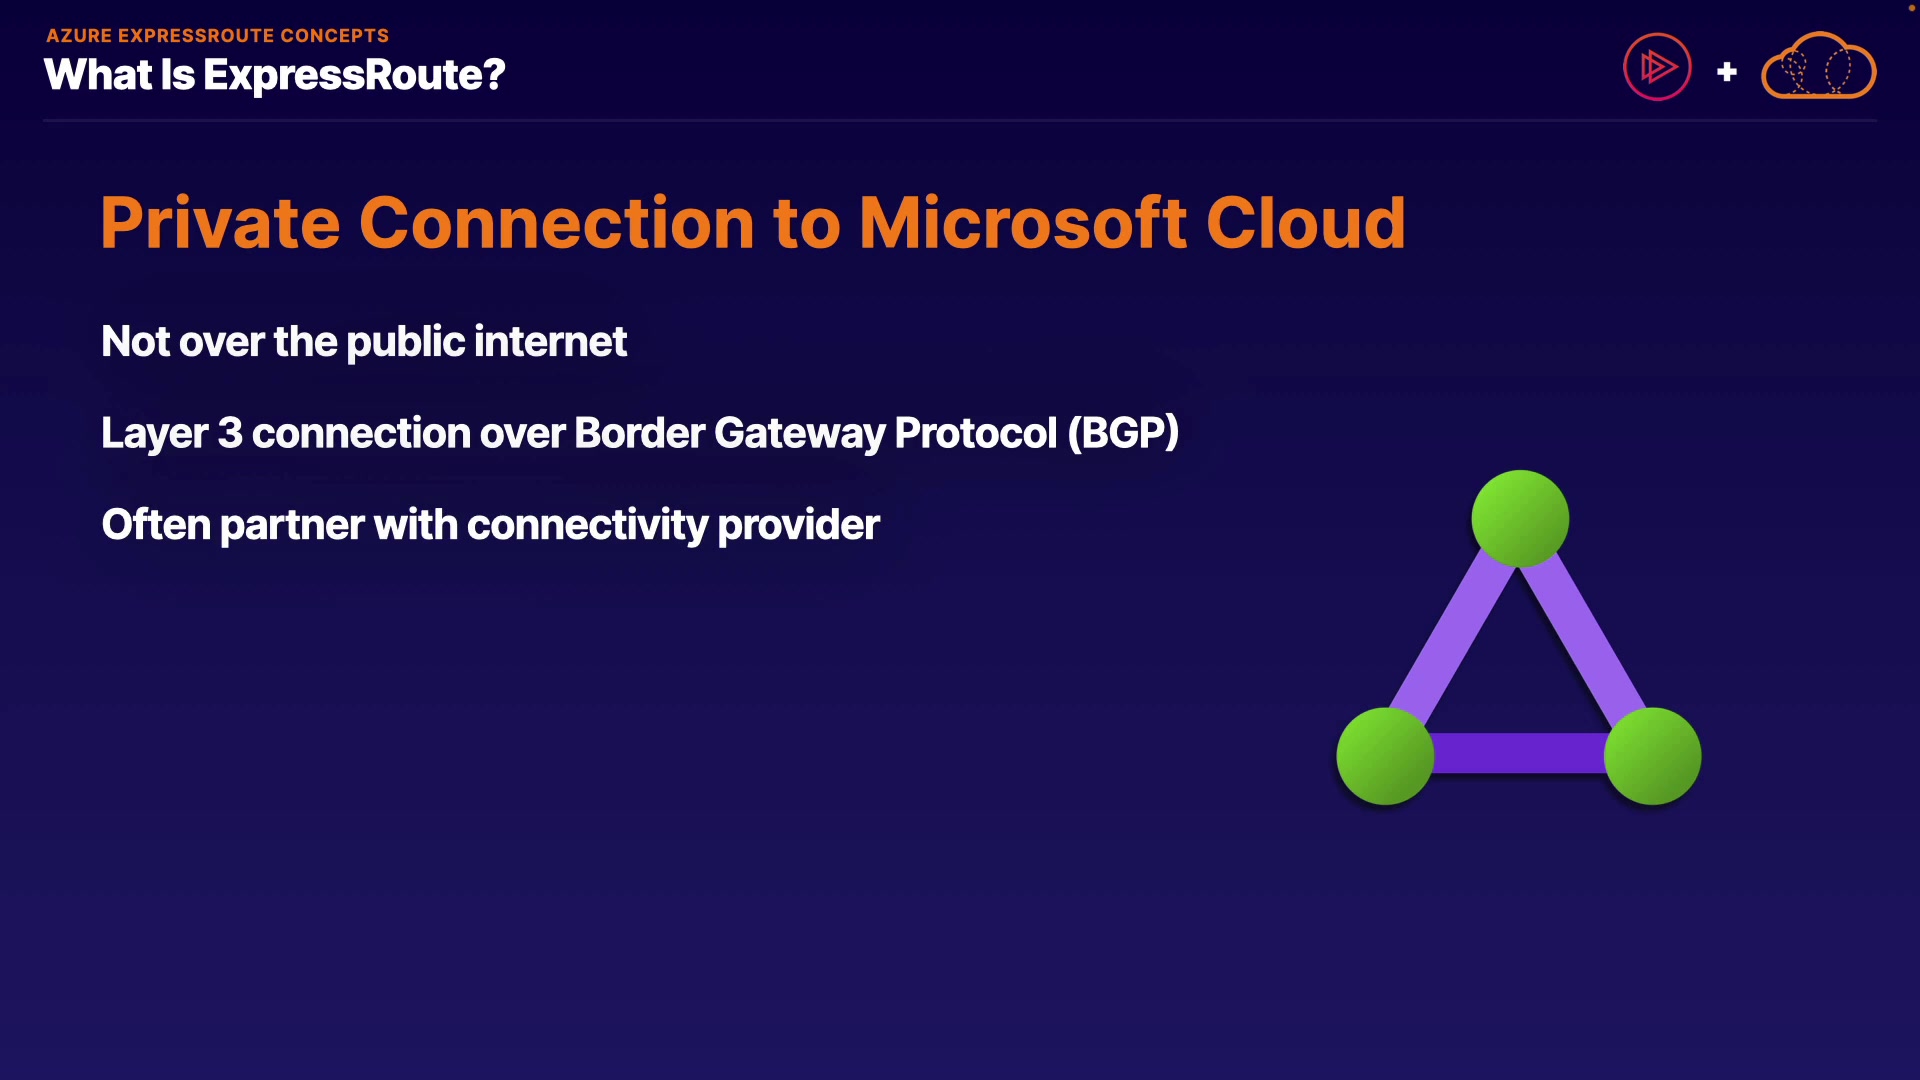 AZURE EXPRESSROUTE CONCEPTS
What Is ExpressRoute?
+
Private Connection to Microsoft Cloud
Not over the public internet
Layer 3 connection over Border Gateway Protocol (BGP)
Often partner with connectivity provider